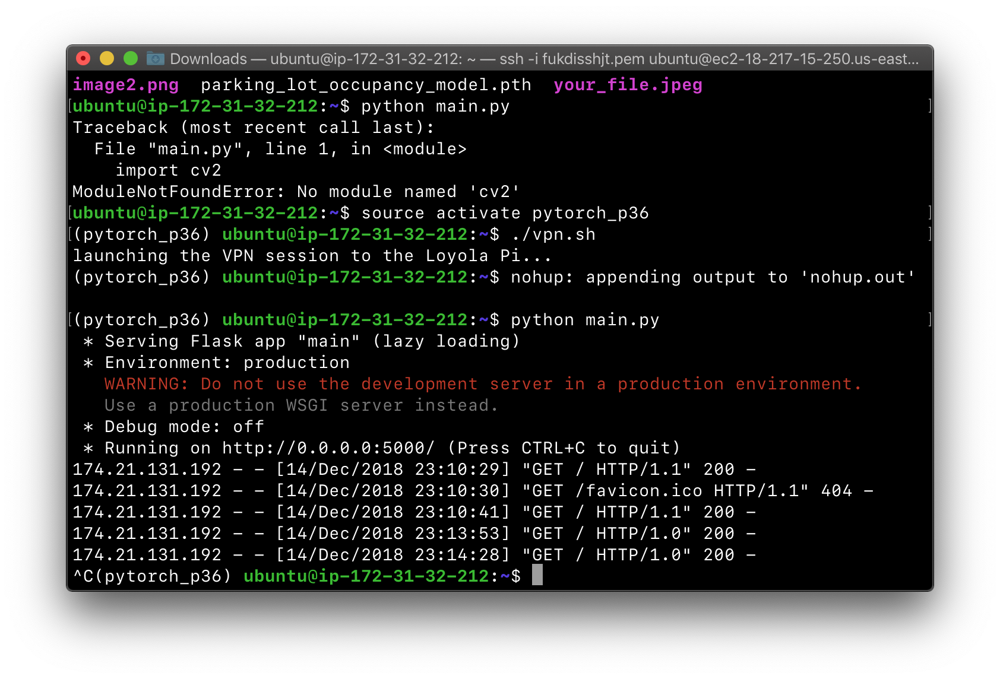 Downloads — ubuntu@ip-172-31-32-212: ~ — ssh -i fukdisshjt.pem ubuntu@ec2-18-217-15-250.us-east...
image2.png  parking_lot_occupancy_model.pth  your_file.jpeg
[ubuntu@ip-172-31-32-212:~$ python main.py ]
Traceback (most recent call last):
  File "main.py", line 1, in <module>
    import cv2
ModuleNotFoundError: No module named 'cv2'
[ubuntu@ip-172-31-32-212:~$ source activate pytorch_p36 ]
[(pytorch_p36) ubuntu@ip-172-31-32-212:~$ ./vpn.sh ]
launching the VPN session to the Loyola Pi...
(pytorch_p36) ubuntu@ip-172-31-32-212:~$ nohup: appending output to 'nohup.out'
[(pytorch_p36) ubuntu@ip-172-31-32-212:~$ python main.py ]
 * Serving Flask app "main" (lazy loading)
 * Environment: production
   WARNING: Do not use the development server in a production environment.
   Use a production WSGI server instead.
 * Debug mode: off
 * Running on http://0.0.0.0:5000/ (Press CTRL+C to quit)
174.21.131.192 - - [14/Dec/2018 23:10:29] "GET / HTTP/1.1" 200 -
174.21.131.192 - - [14/Dec/2018 23:10:30] "GET /favicon.ico HTTP/1.1" 404 -
174.21.131.192 - - [14/Dec/2018 23:10:41] "GET / HTTP/1.1" 200 -
174.21.131.192 - - [14/Dec/2018 23:13:53] "GET / HTTP/1.0" 200 -
174.21.131.192 - - [14/Dec/2018 23:14:28] "GET / HTTP/1.0" 200 -
^C(pytorch_p36) ubuntu@ip-172-31-32-212:~$